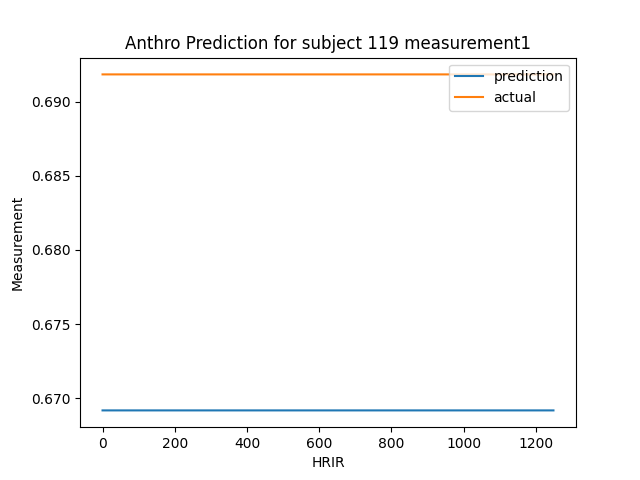 Anthro Prediction for subject 119 measurement1
prediction
actual
0.690
0.685
0.680
0.675
0.670
Measurement
0 200 400 600 800 1000 1200
HRIR